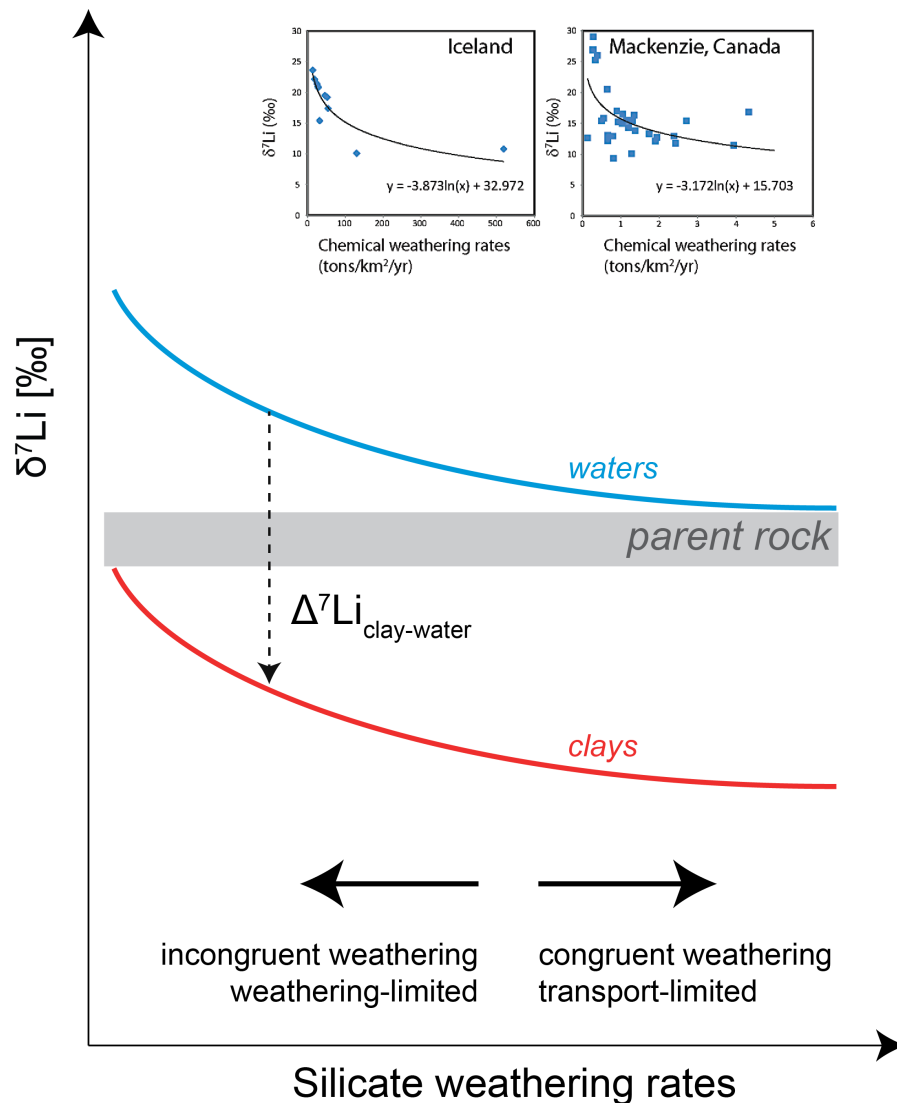 Iceland
30
25
20
15
10
5
0
δ⁷Li (‰)
y = -3.873ln(x) + 32.972
0 100 200 300 400 500 600
Chemical weathering rates
(tons/km²/yr)
Mackenzie, Canada
30
25
20
15
10
5
0
δ⁷Li (‰)
y = -3.172ln(x) + 15.703
0 1 2 3 4 5 6
Chemical weathering rates
(tons/km²/yr)
δ⁷Li [‰]
waters
parent rock
Δ⁷Li clay-water
clays
incongruent weathering
weathering-limited
congruent weathering
transport-limited
Silicate weathering rates